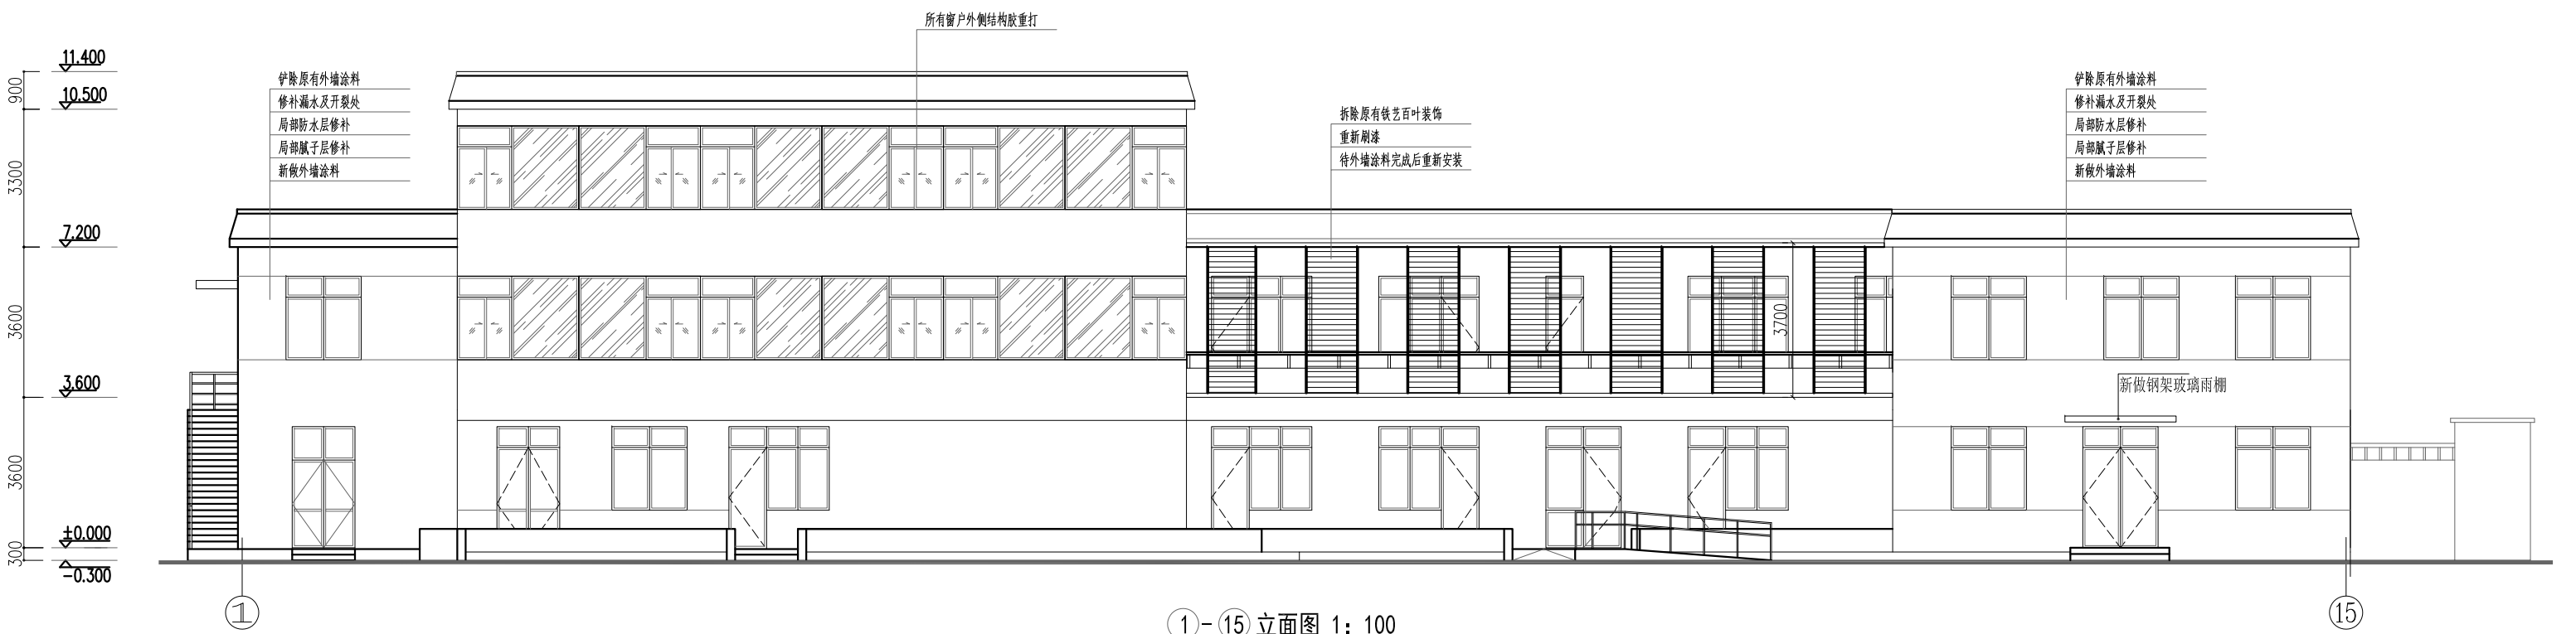 所有窗户外侧结构胶重打
11.400
900
10.500
3300
7.200
3600
3.600
3600
±0.000
300
-0.300
铲除原有外墙涂料
修补漏水及开裂处
局部防水层修补
局部腻子层修补
新做外墙涂料
拆除原有铁艺百叶装饰
重新刷漆
待外墙涂料完成后重新安装
3700
铲除原有外墙涂料
修补漏水及开裂处
局部防水层修补
局部腻子层修补
新做外墙涂料
新做钢架玻璃雨棚
1
15
1-15 立面图 1: 100